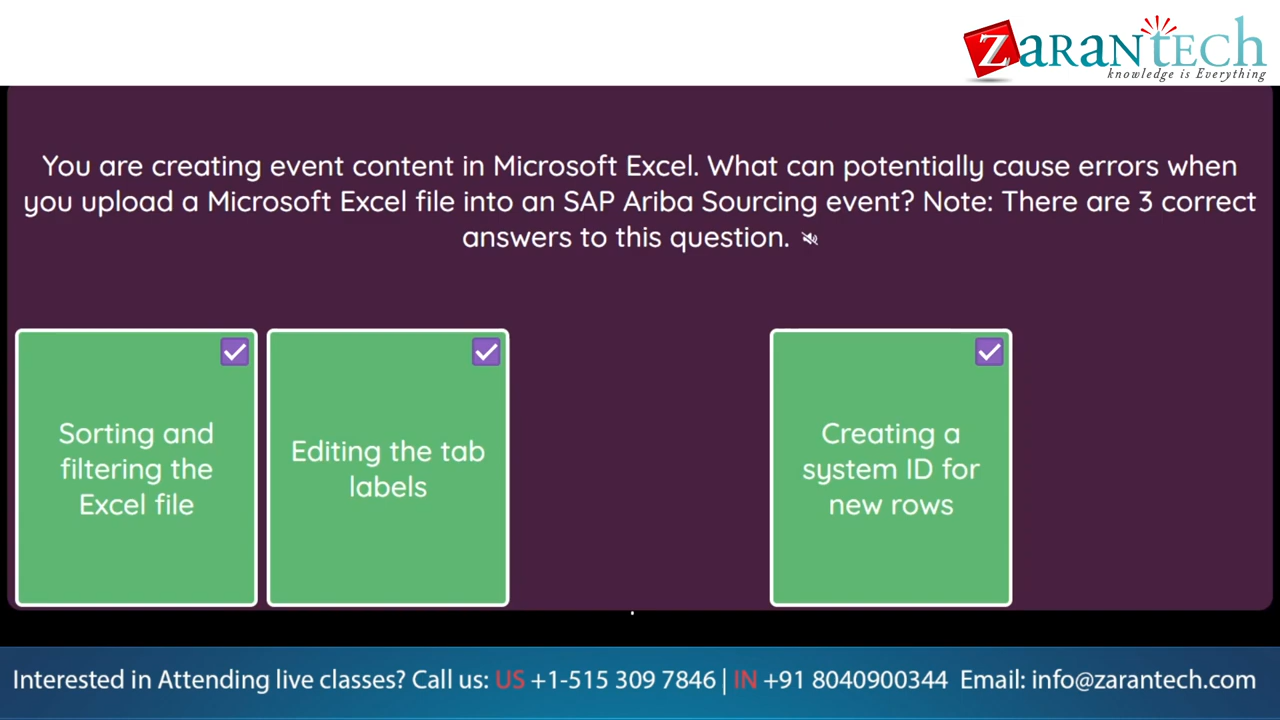 ZARANTECH
knowledge is Everything
You are creating event content in Microsoft Excel. What can potentially cause errors when
you upload a Microsoft Excel file into an SAP Ariba Sourcing event? Note: There are 3 correct
answers to this question.
Sorting and
filtering the
Excel file
Editing the tab
labels
Creating a
system ID for
new rows
Interested in Attending live classes? Call us: US +1-515 309 7846 | IN +91 8040900344 Email: info@zarantech.com